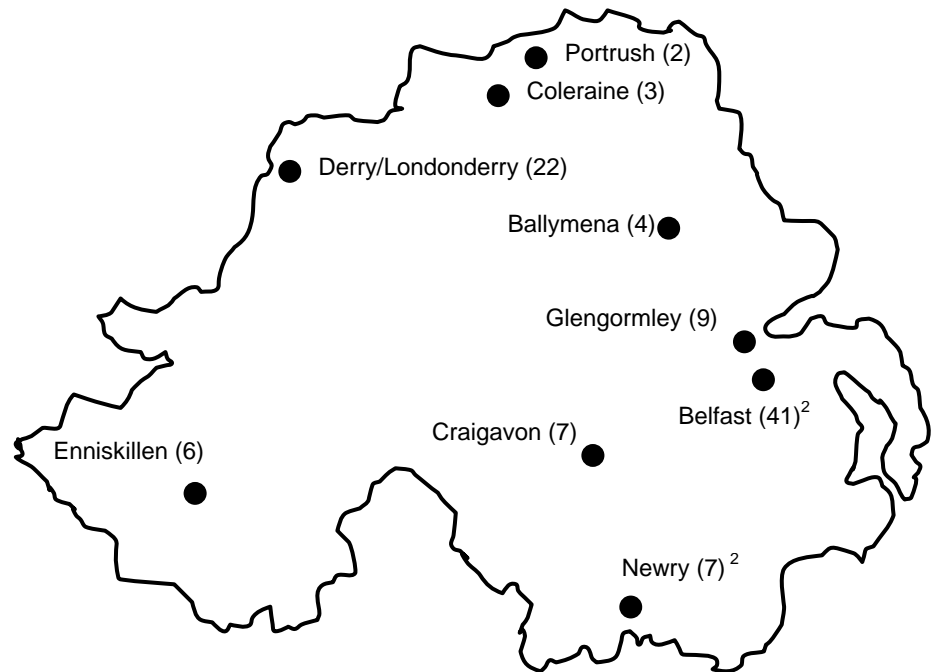 Portrush (2)
Coleraine (3)
Derry/Londonderry (22)
Ballymena (4)
Glengormley (9)
Belfast (41)²
Craigavon (7)
Enniskillen (6)
Newry (7) ²